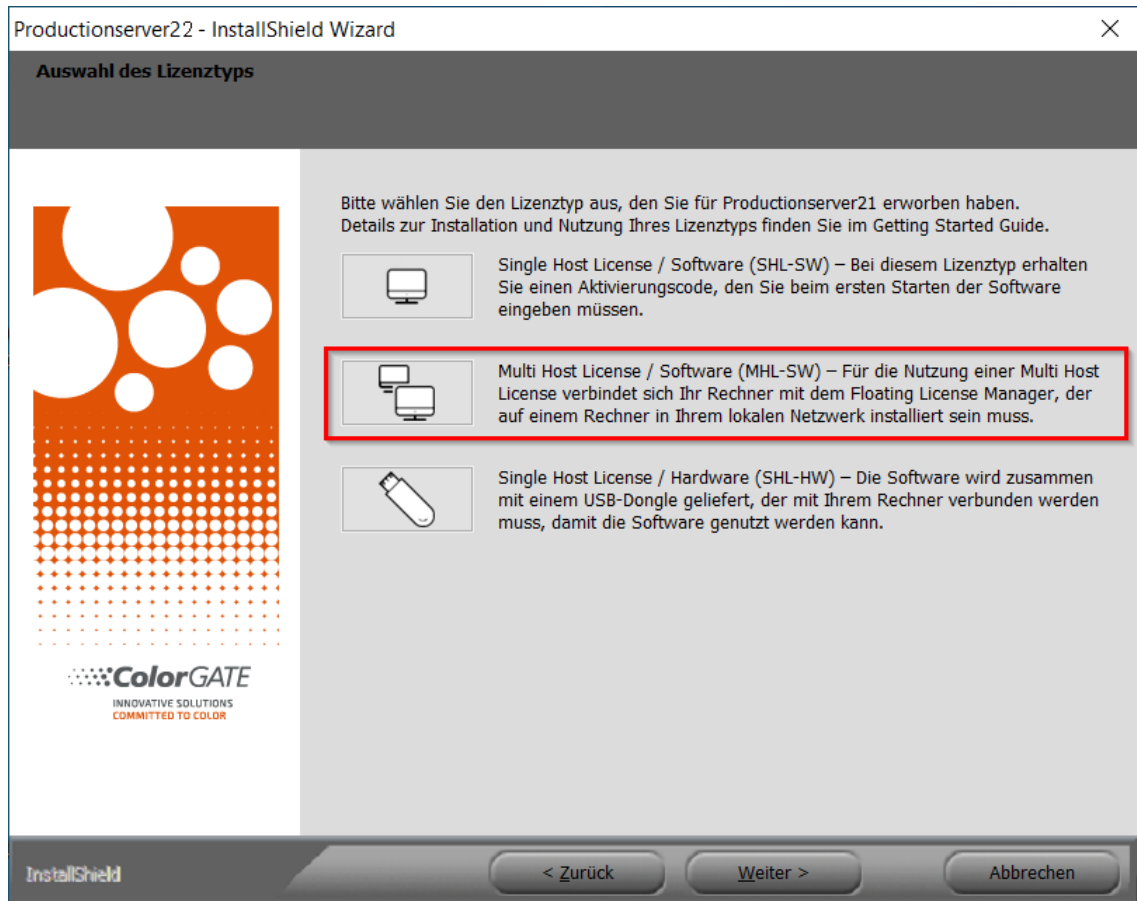 Productionserver22 - InstallShield Wizard
Auswahl des Lizenztyps
Bitte wählen Sie den Lizenztyp aus, den Sie für Productionserver21 erworben haben.
Details zur Installation und Nutzung Ihres Lizenztyps finden Sie im Getting Started Guide.
Single Host License / Software (SHL-SW) – Bei diesem Lizenztyp erhalten
Sie einen Aktivierungscode, den Sie beim ersten Starten der Software
eingeben müssen.
Multi Host License / Software (MHL-SW) – Für die Nutzung einer Multi Host
License verbindet sich Ihr Rechner mit dem Floating License Manager, der
auf einem Rechner in Ihrem lokalen Netzwerk installiert sein muss.
Single Host License / Hardware (SHL-HW) – Die Software wird zusammen
mit einem USB-Dongle geliefert, der mit Ihrem Rechner verbunden werden
muss, damit die Software genutzt werden kann.
ColorGATE
INNOVATIVE SOLUTIONS
COMMITTED TO COLOR
InstallShield
< Zurück
Weiter >
Abbrechen